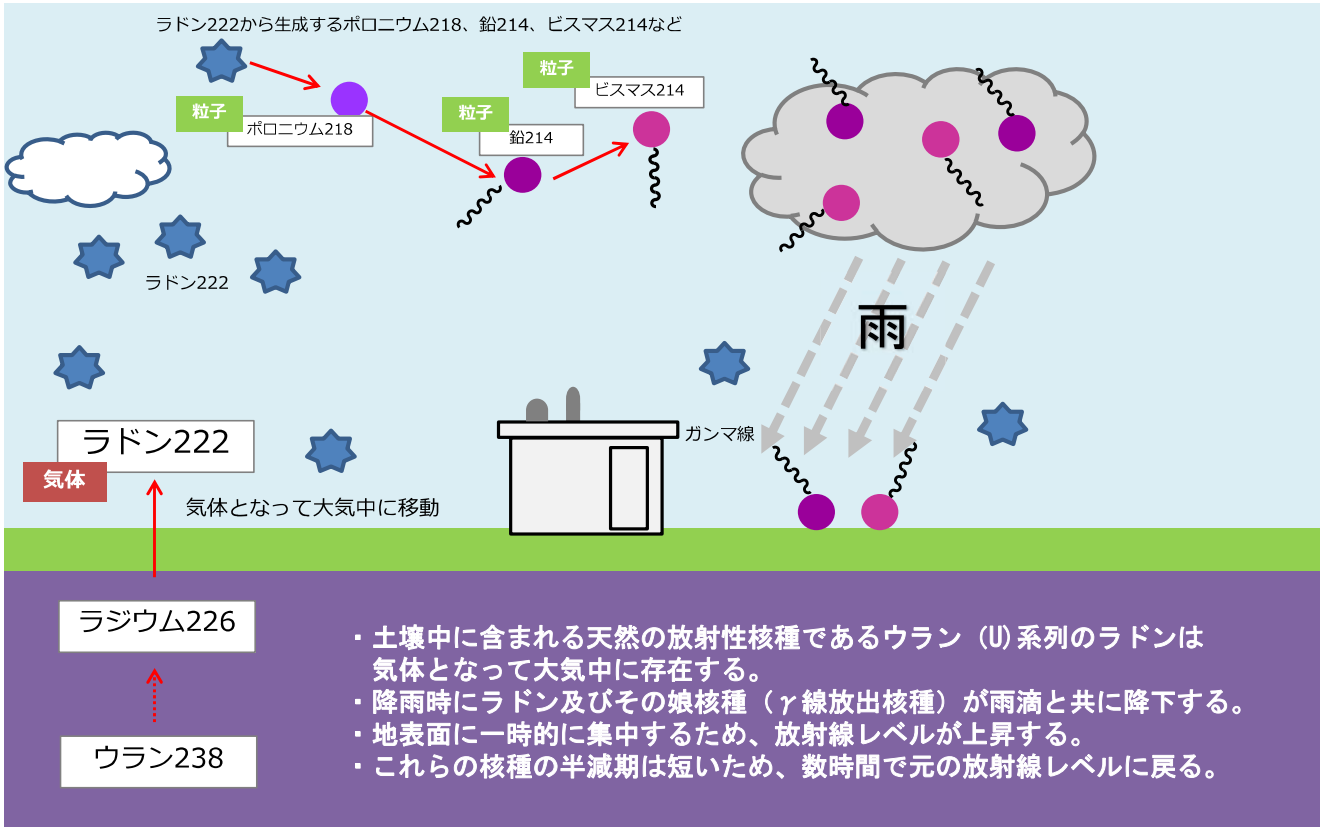 ラドン222から生成するポロニウム218、鉛214、ビスマス214など
粒子
ビスマス214
粒子
ポロニウム218
粒子
鉛214
ラドン222
雨
ラドン222
気体
気体となって大気中に移動
ガンマ線
ラジウム226
ウラン238
・土壌中に含まれる天然の放射性核種であるウラン（U)系列のラドンは
気体となって大気中に存在する。
・降雨時にラドン及びその娘核種（γ線放出核種）が雨滴と共に降下する。
・地表面に一時的に集中するため、放射線レベルが上昇する。
・これらの核種の半減期は短いため、数時間で元の放射線レベルに戻る。